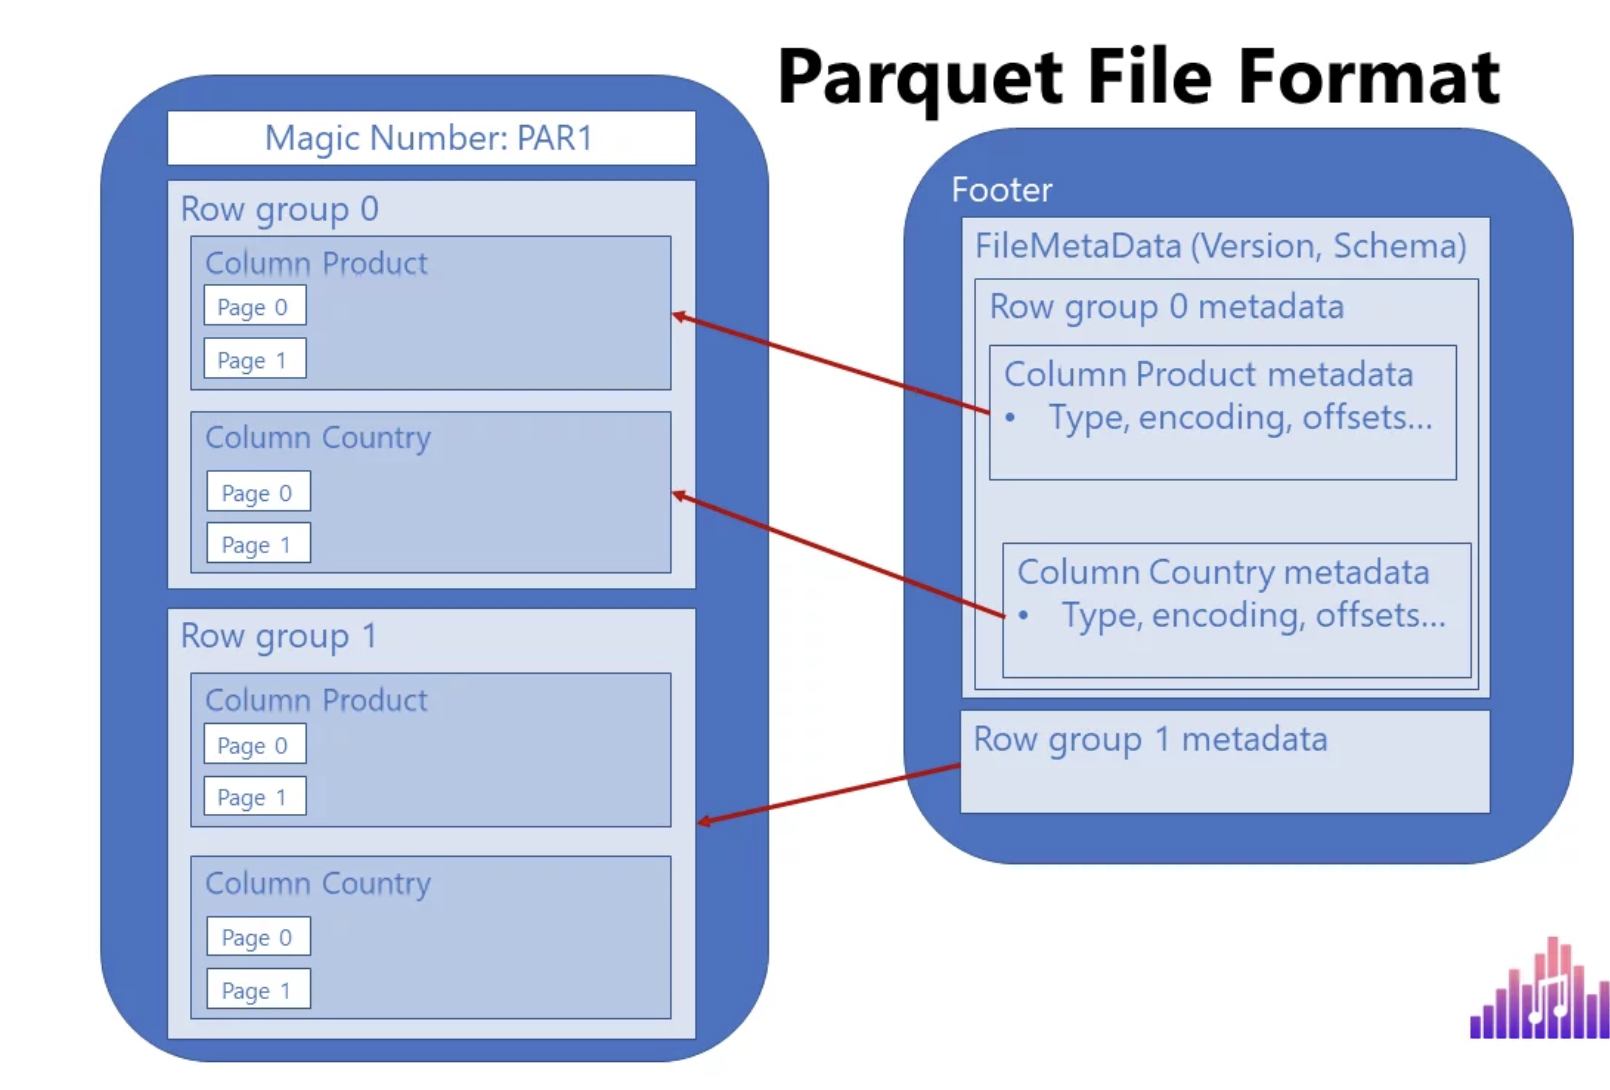 Parquet File Format
Magic Number: PAR1
Row group 0
Column Product
Page 0
Page 1
Column Country
Page 0
Page 1
Row group 1
Column Product
Page 0
Page 1
Column Country
Page 0
Page 1
Footer
FileMetaData (Version, Schema)
Row group 0 metadata
Column Product metadata
• Type, encoding, offsets...
Column Country metadata
• Type, encoding, offsets...
Row group 1 metadata